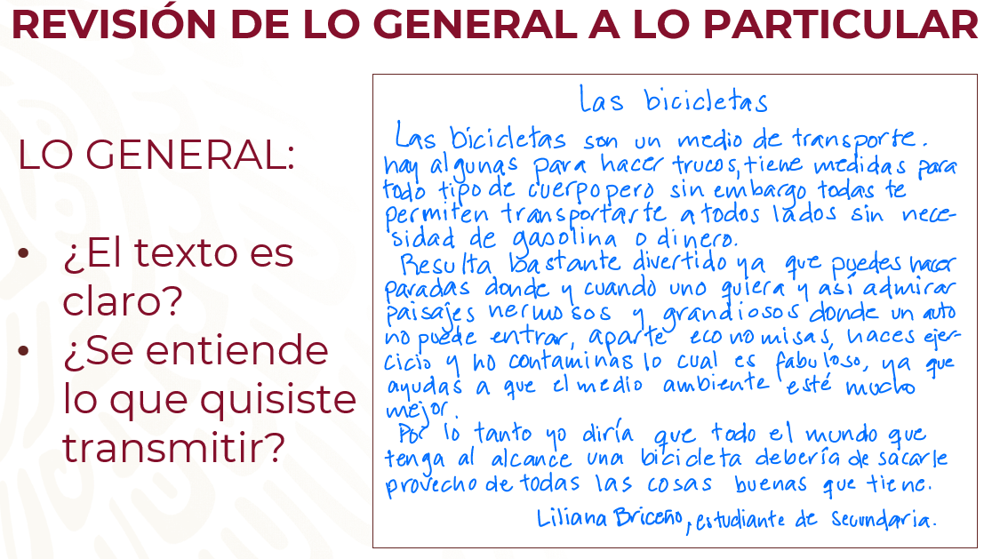 REVISIÓN DE LO GENERAL A LO PARTICULAR
LO GENERAL:
• ¿El texto es
claro?
• ¿Se entiende
lo que quisiste
transmitir?
Las bicicletas
Las bicicletas son un medio de transporte.
hay algunas para hacer trucos, tiene medidas para
todo tipo de cuerpo pero sin embargo todas te
permiten transportarte a todos lados sin nece-
sidad de gasolina o dinero.
Resulta bastante divertido ya que puedes hacer
paradas donde y cuando uno quiera y así admirar
paisajes hermosos y grandiosos donde un auto
no puede entrar, aparte economisas, haces ejer-
cicio y no contaminas lo cual es fabuloso, ya que
ayudas a que el medio ambiente esté mucho
mejor.
Por lo tanto yo diría que todo el mundo que
tenga al alcance una bicicleta debería de sacarle
provecho de todas las cosas buenas que tiene.
Liliana Briceño, estudiante de secundaria.